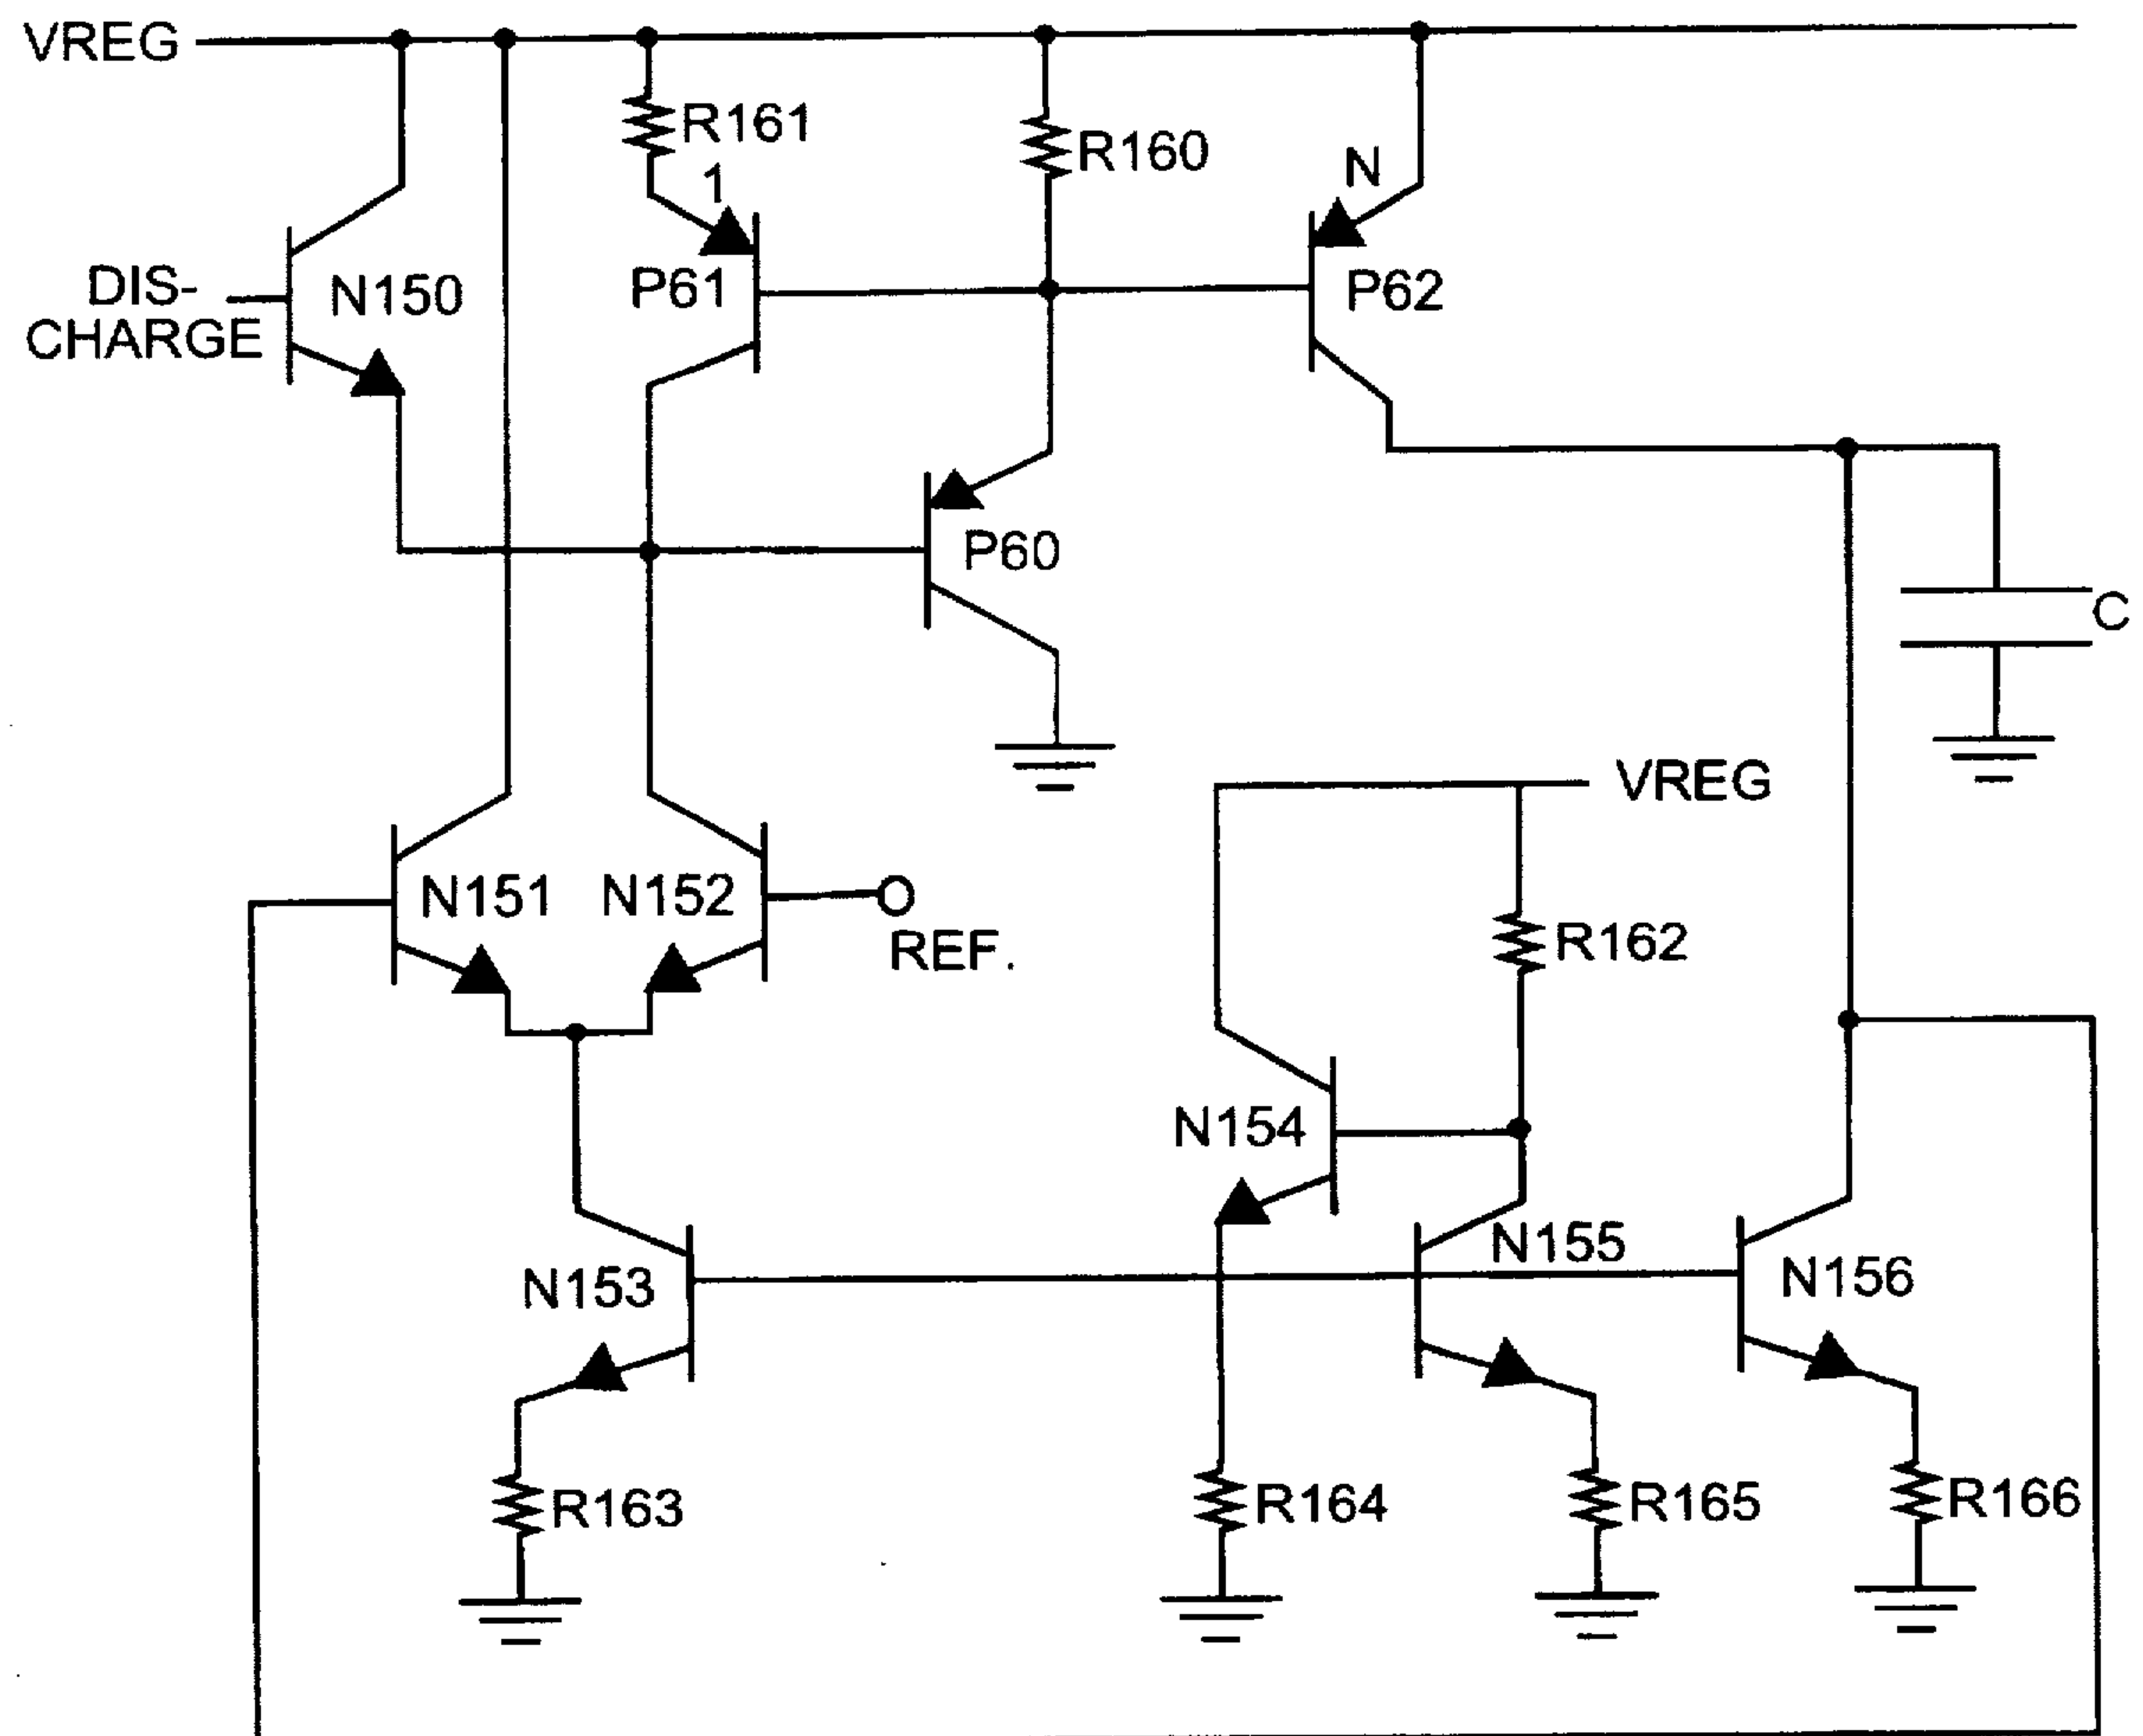 VREG
R161
R160
1
N
DIS-
CHARGE
N150
P61
P62
P60
C
VREG
N151
N152
REF.
R162
N154
N155
N153
N156
R163
R164
R165
R166